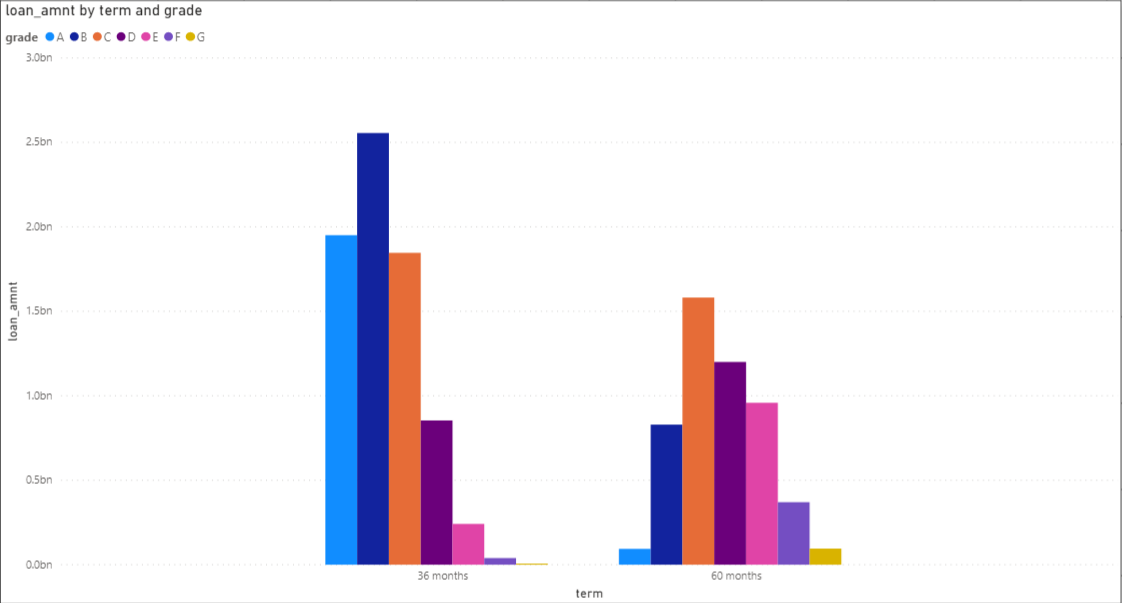 loan_amnt by term and grade
grade A B C D E F G
3.0bn
2.5bn
2.0bn
1.5bn
1.0bn
0.5bn
0.0bn
loan_amnt
36 months 60 months
term